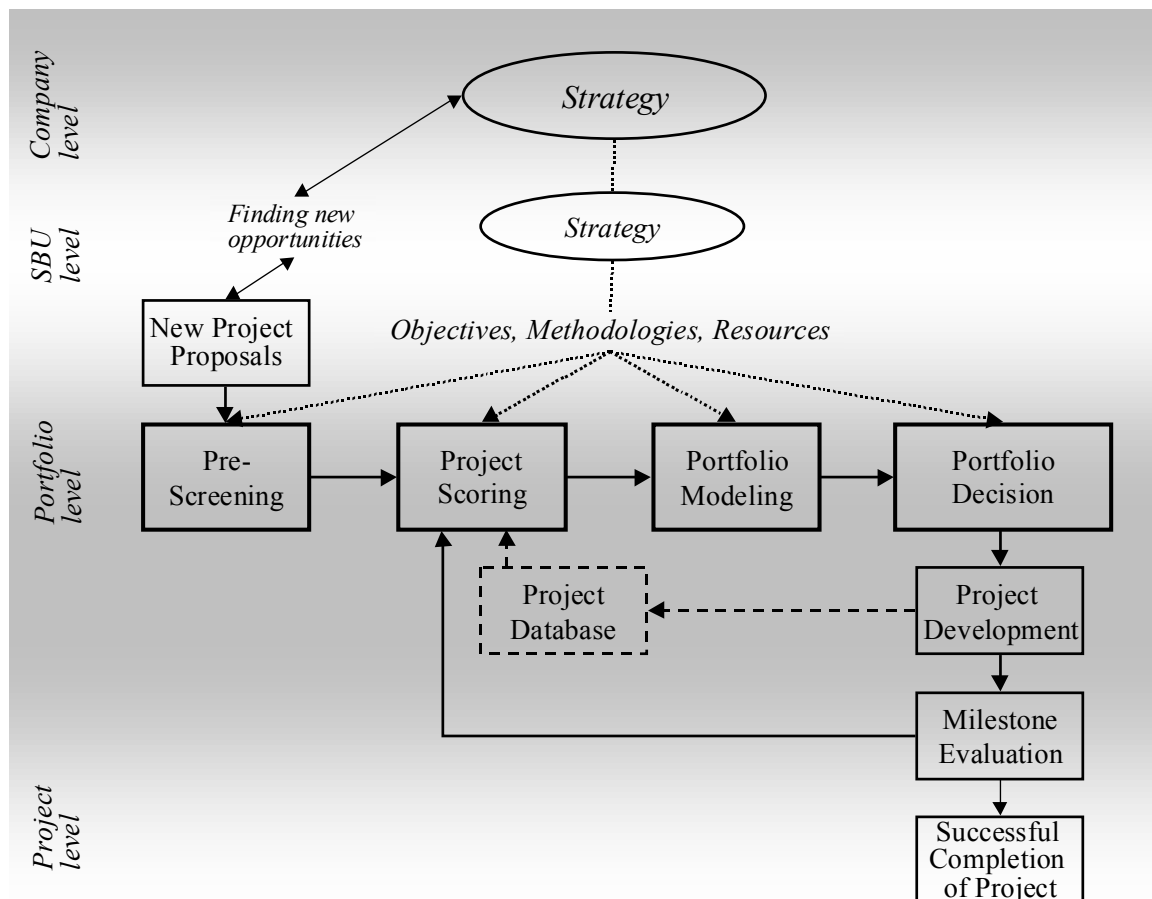 Company
level
Strategy
Finding new
opportunities
SBU
level
Strategy
New Project
Proposals
Objectives, Methodologies, Resources
Portfolio
level
Pre-
Screening
Project
Scoring
Portfolio
Modeling
Portfolio
Decision
Project
Database
Project
Development
Milestone
Evaluation
Project
level
Successful
Completion
of Project